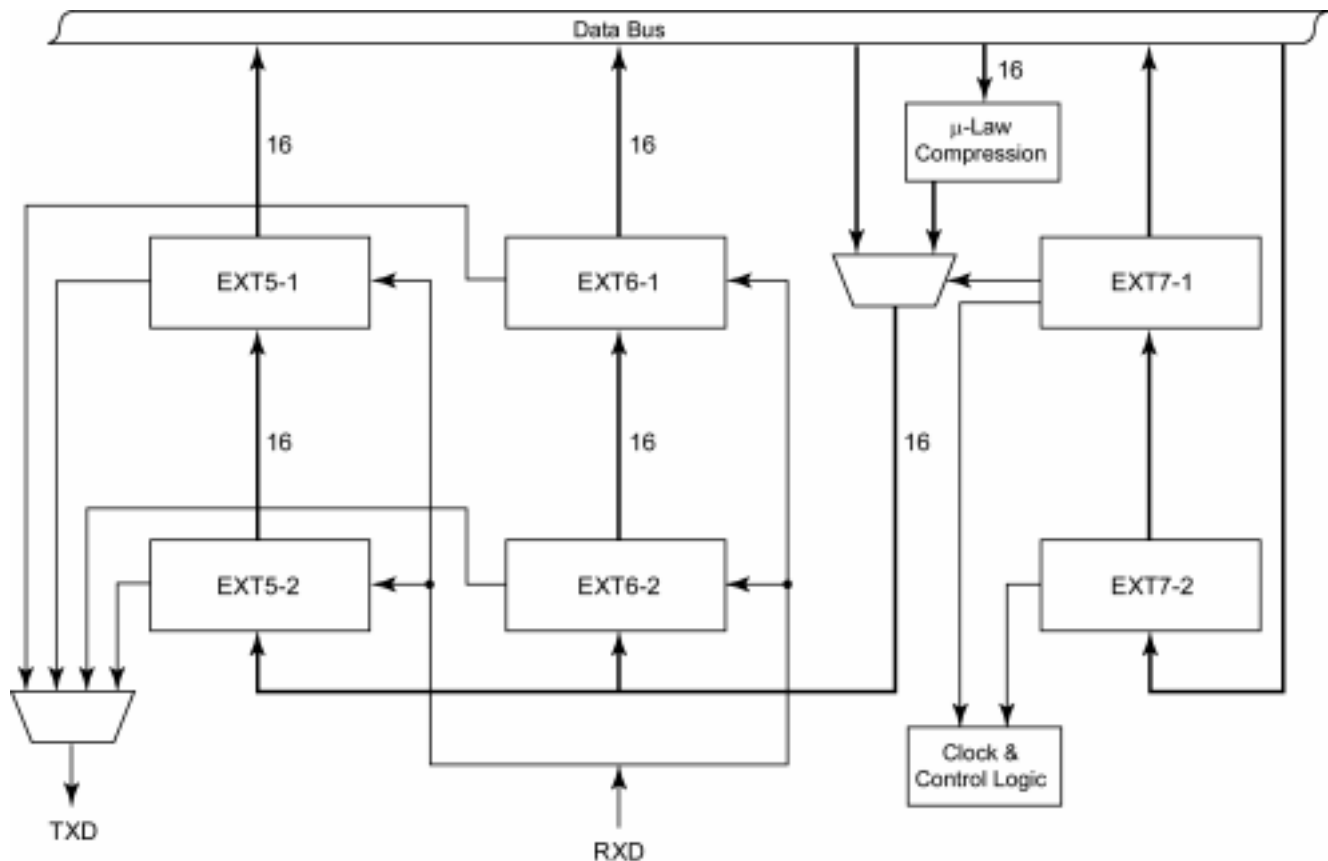 Data Bus
16
μ-Law
Compression
16
16
EXT5-1
EXT6-1
EXT7-1
16
16
16
EXT5-2
EXT6-2
EXT7-2
Clock &
Control Logic
TXD
RXD